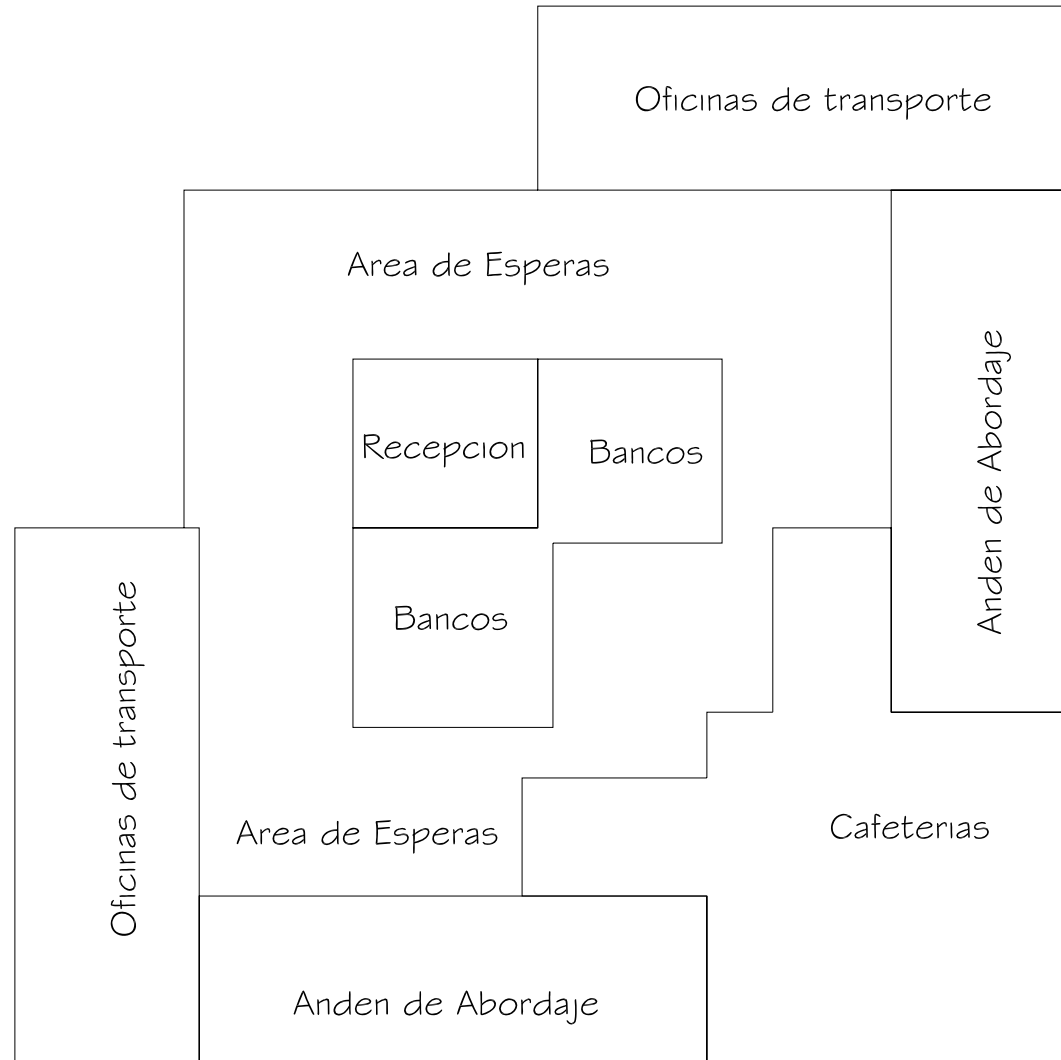 Oficinas de transporte
Area de Esperas
Recepcion
Bancos
Anden de Abordaje
Bancos
Oficinas de transporte
Area de Esperas
Cafeterias
Anden de Abordaje